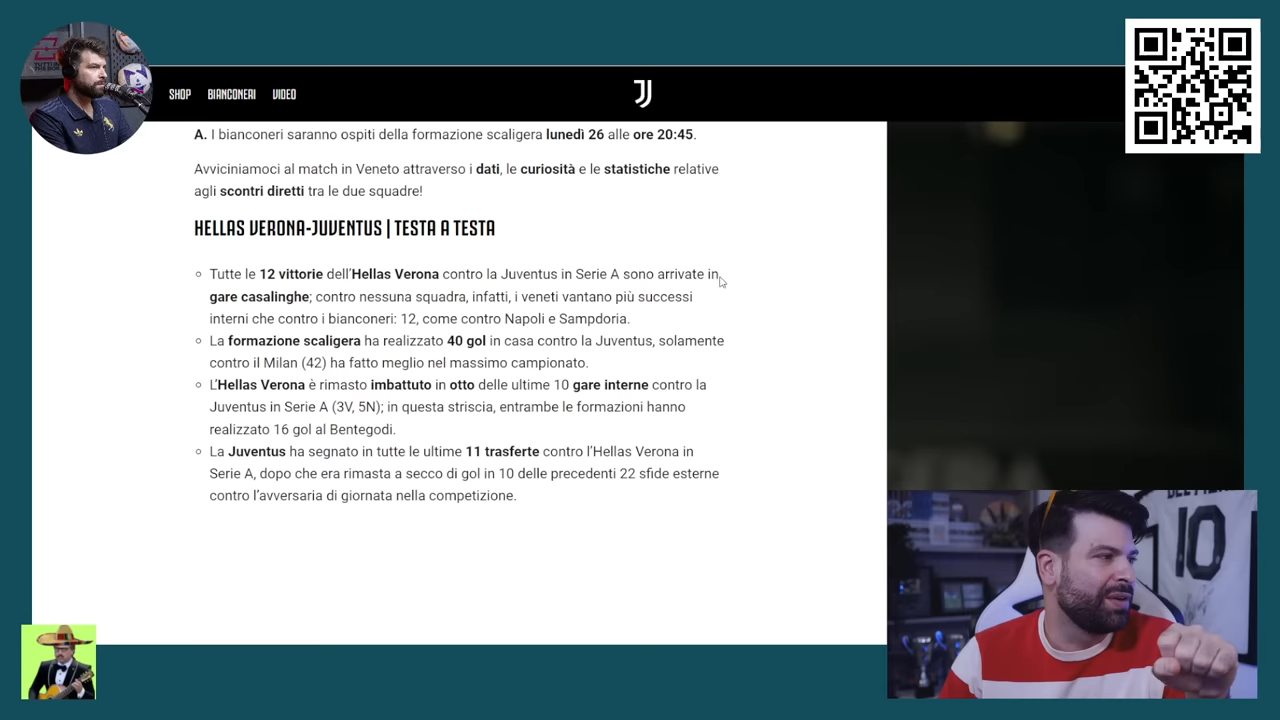 SHOP BIANCONERI VIDEO
A. I bianconeri saranno ospiti della formazione scaligera lunedì 26 alle ore 20:45.
Avviciniamoci al match in Veneto attraverso i dati, le curiosità e le statistiche relative
agli scontri diretti tra le due squadre!
HELLAS VERONA-JUVENTUS | TESTA A TESTA
Tutte le 12 vittorie dell'Hellas Verona contro la Juventus in Serie A sono arrivate in
gare casalinghe; contro nessuna squadra, infatti, i veneti vantano più successi
interni che contro i bianconeri: 12, come contro Napoli e Sampdoria.
La formazione scaligera ha realizzato 40 gol in casa contro la Juventus, solamente
contro il Milan (42) ha fatto meglio nel massimo campionato.
L'Hellas Verona è rimasto imbattuto in otto delle ultime 10 gare interne contro la
Juventus in Serie A (3V, 5N); in questa striscia, entrambe le formazioni hanno
realizzato 16 gol al Bentegodi.
La Juventus ha segnato in tutte le ultime 11 trasferte contro l'Hellas Verona in
Serie A, dopo che era rimasta a secco di gol in 10 delle precedenti 22 sfide esterne
contro l'avversaria di giornata nella competizione.
10